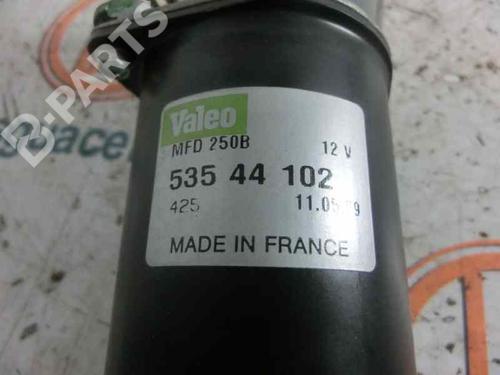 B-PARTS
Valeo
MFD 250B 12 V
535 44 102
425
MADE IN FRANCE